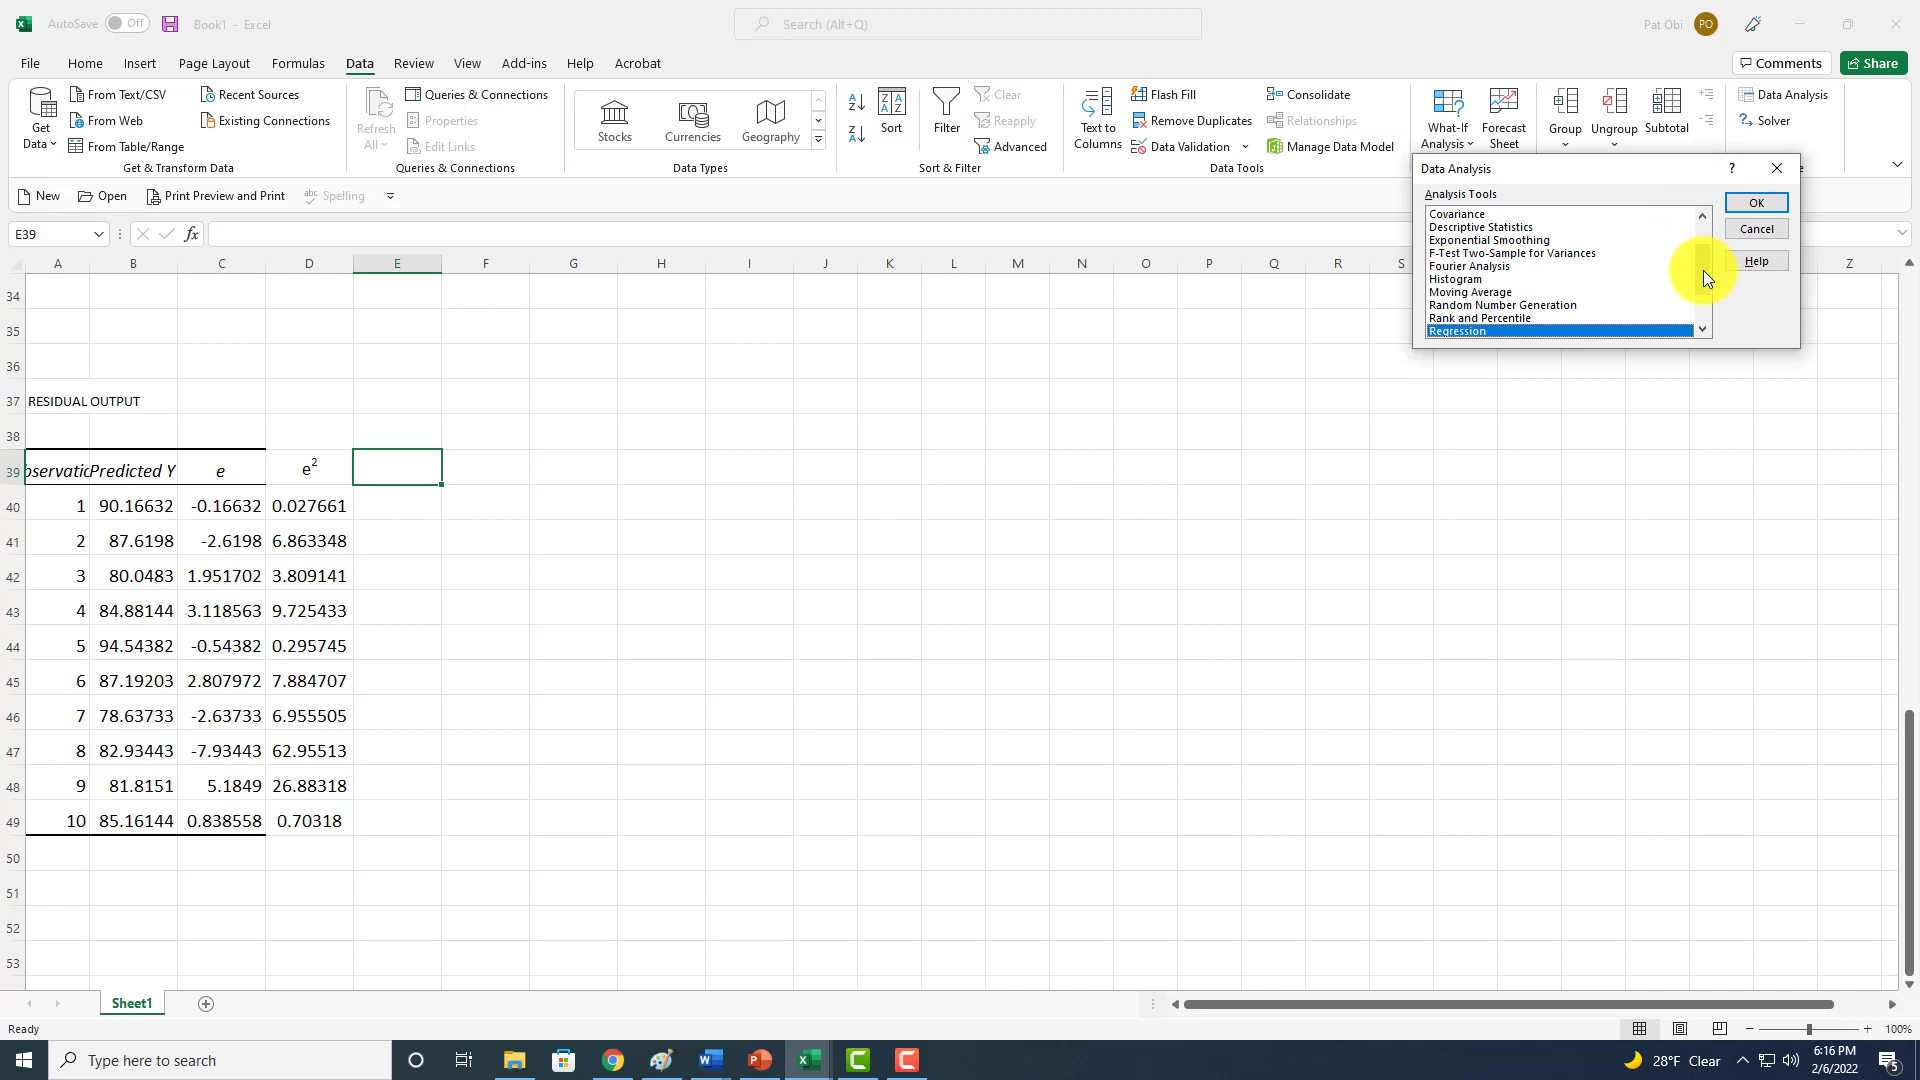 AutoSave Off Book1 - Excel Search (Alt+Q) Pat Obi PO
File Home Insert Page Layout Formulas Data Review View Add-ins Help Acrobat Comments Share
Get Data From Text/CSV Recent Sources Refresh All Queries & Connections Stocks Currencies Geography Sort Filter Clear Text to Columns Flash Fill Consolidate What-If Analysis Forecast Sheet Group Ungroup Subtotal Data Analysis
From Web Existing Connections Properties Reapply Remove Duplicates Relationships Solver
From Table/Range Edit Links Advanced Data Validation Manage Data Model
Get & Transform Data Queries & Connections Data Types Sort & Filter Data Tools
New Open Print Preview and Print Spelling
E39 fx
Data Analysis ?
Analysis Tools
Covariance
Descriptive Statistics
Exponential Smoothing
F-Test Two-Sample for Variances
Fourier Analysis
Histogram
Moving Average
Random Number Generation
Rank and Percentile
Regression
OK
Cancel
Help
A B C D E F G H I J K L M N O P Q R S Z
34
35
36
37 RESIDUAL OUTPUT
38
39 bservatic Predicted Y e e2
40 1 90.16632 -0.16632 0.027661
41 2 87.6198 -2.6198 6.863348
42 3 80.0483 1.951702 3.809141
43 4 84.88144 3.118563 9.725433
44 5 94.54382 -0.54382 0.295745
45 6 87.19203 2.807972 7.884707
46 7 78.63733 -2.63733 6.955505
47 8 82.93443 -7.93443 62.95513
48 9 81.8151 5.1849 26.88318
49 10 85.16144 0.838558 0.70318
50
51
52
53
Sheet1
Ready 100%
Type here to search 28°F Clear 6:16 PM
2/6/2022 5